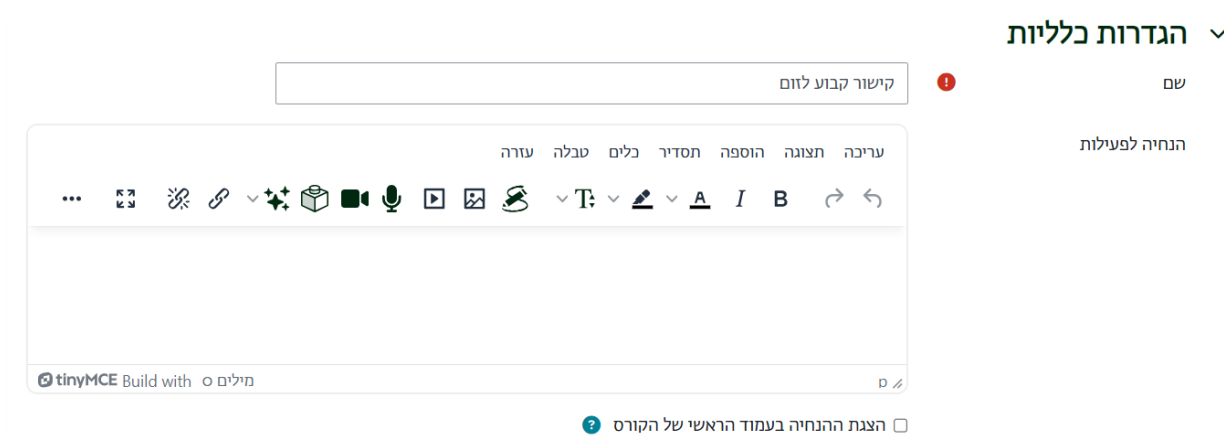 הגדרות כלליות
שם
קישור קבוע לזום
הנחיה לפעילות
עריכה תצוגה הוספה תסדיר כלים טבלה עזרה
B I A T
p
0 מילים Build with tinyMCE
הצגת ההנחיה בעמוד הראשי של הקורס